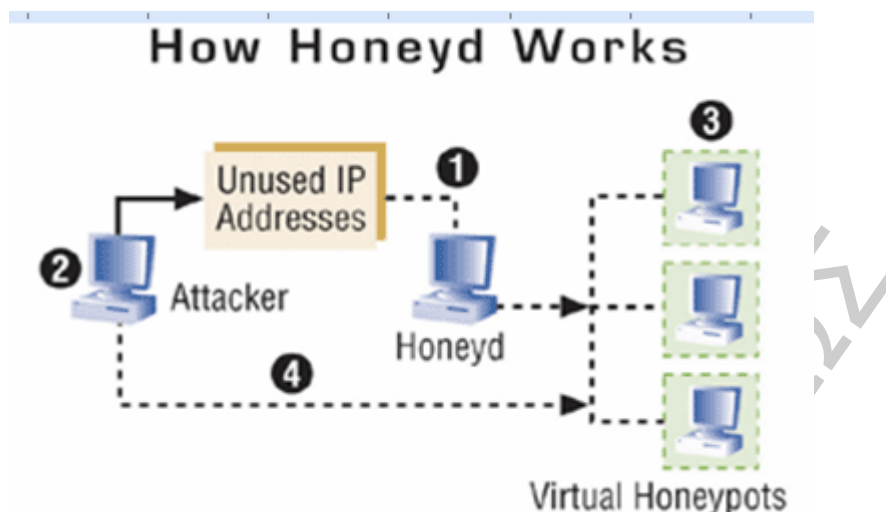 How Honeyd Works
3
1
Unused IP
Addresses
2
Attacker
Honeyd
4
Virtual Honeypots